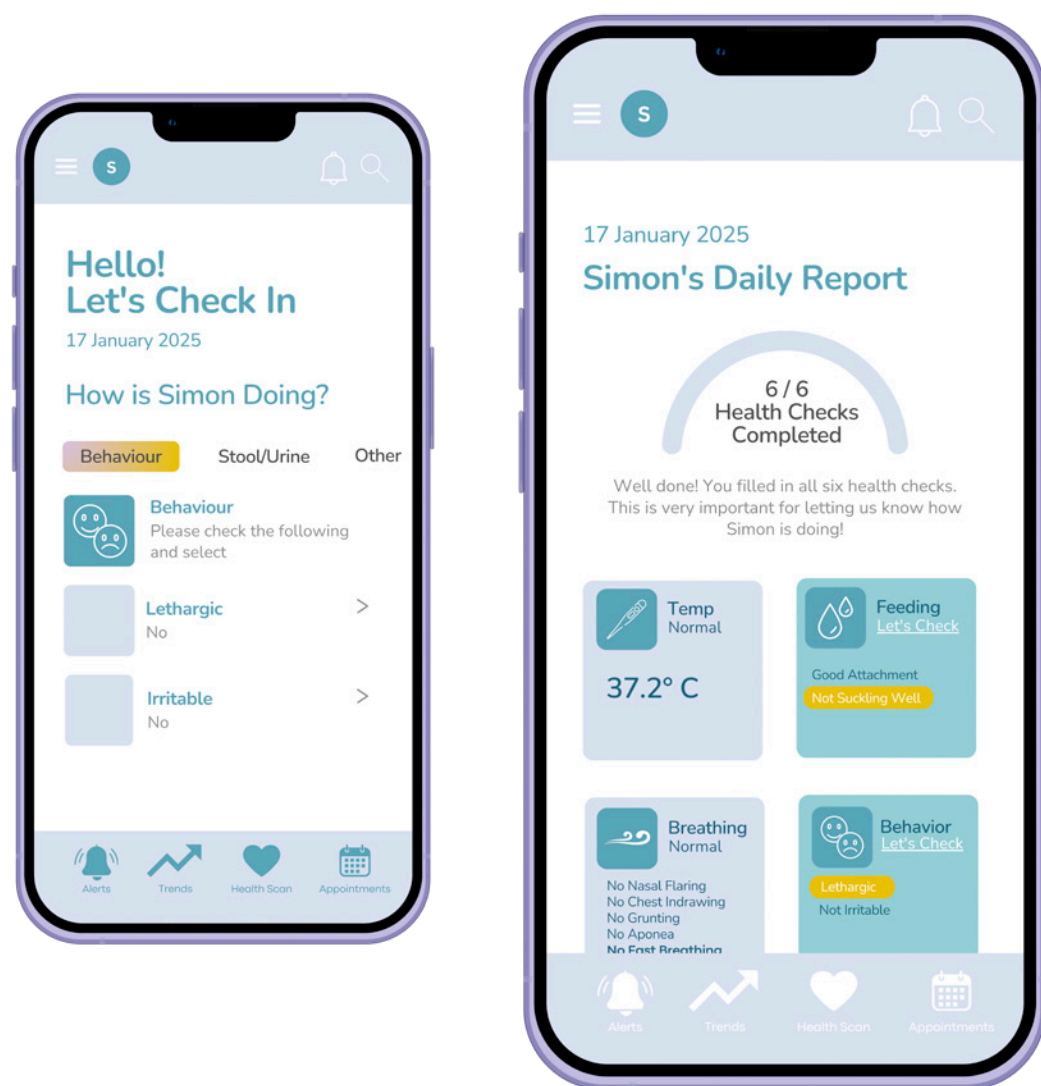 S
Hello!
Let's Check In
17 January 2025
How is Simon Doing?
Behaviour Stool/Urine Other
Behaviour
Please check the following
and select
Lethargic >
No
Irritable >
No
Alerts Trends Health Scan Appointments
S
17 January 2025
Simon's Daily Report
6 / 6
Health Checks
Completed
Well done! You filled in all six health checks.
This is very important for letting us know how
Simon is doing!
Temp
Normal
37.2° C
Feeding
Let's Check
Good Attachment
Not Suckling Well
Breathing
Normal
No Nasal Flaring
No Chest Indrawing
No Grunting
No Aponea
No Fast Breathing
Behavior
Let's Check
Lethargic
Not Irritable
Alerts Trends Health Scan Appointments